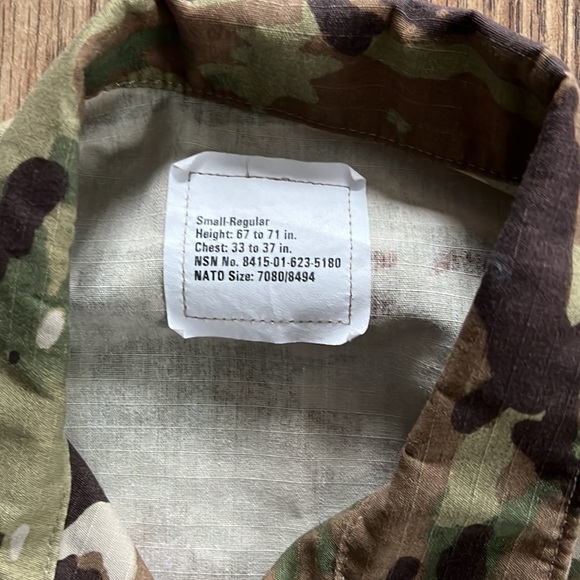 Small-Regular
Height: 67 to 71 in.
Chest: 33 to 37 in.
NSN No. 8415-01-623-5180
NATO Size: 7080/8494